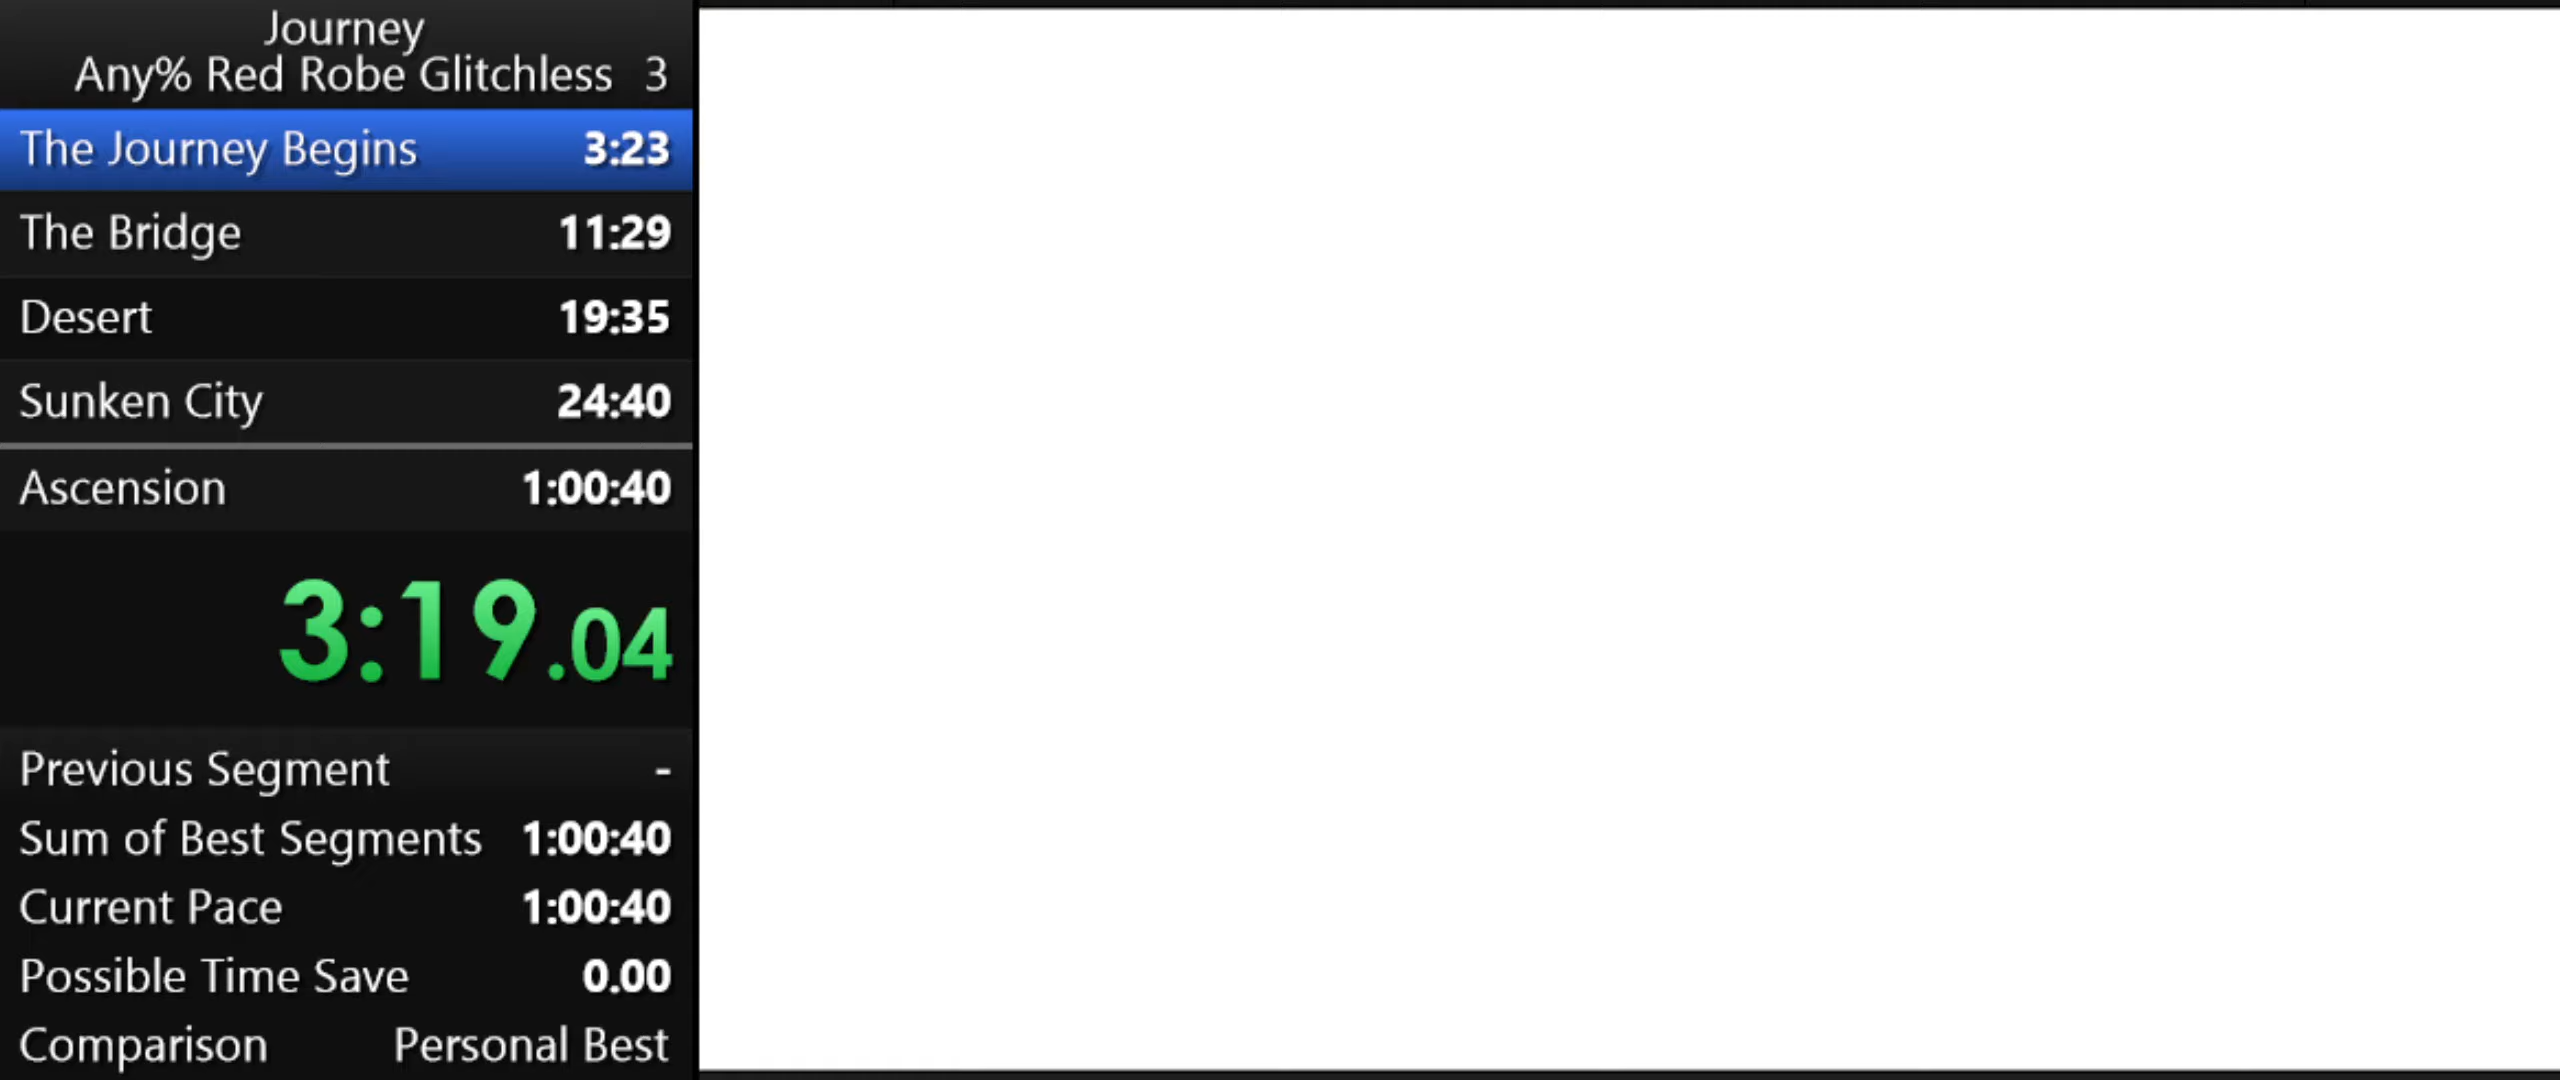 Journey
Any% Red Robe Glitchless 3
The Journey Begins 3:23
The Bridge 11:29
Desert 19:35
Sunken City 24:40
Ascension 1:00:40
3:19.04
Previous Segment -
Sum of Best Segments 1:00:40
Current Pace 1:00:40
Possible Time Save 0.00
Comparison Personal Best